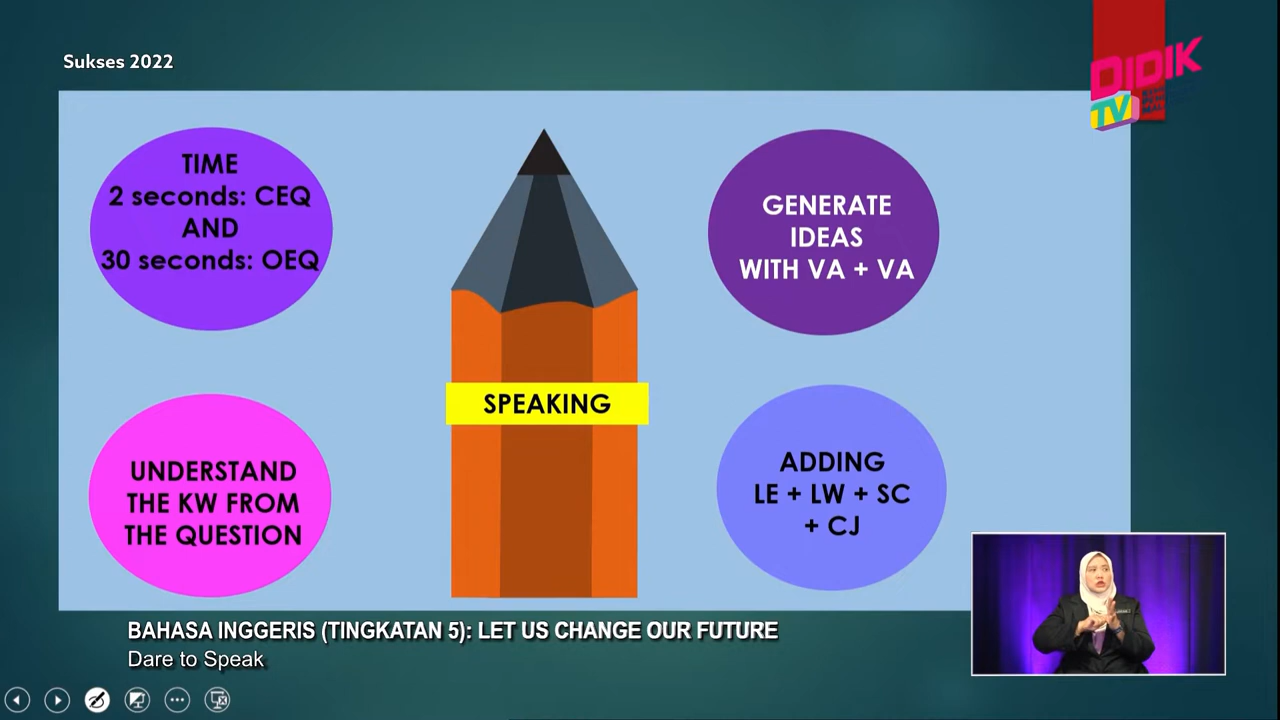 Sukses 2022
DIDIK
TV
TIME
2 seconds: CEQ
AND
30 seconds: OEQ
GENERATE
IDEAS
WITH VA + VA
SPEAKING
UNDERSTAND
THE KW FROM
THE QUESTION
ADDING
LE + LW + SC
+ CJ
BAHASA INGGERIS (TINGKATAN 5): LET US CHANGE OUR FUTURE
Dare to Speak